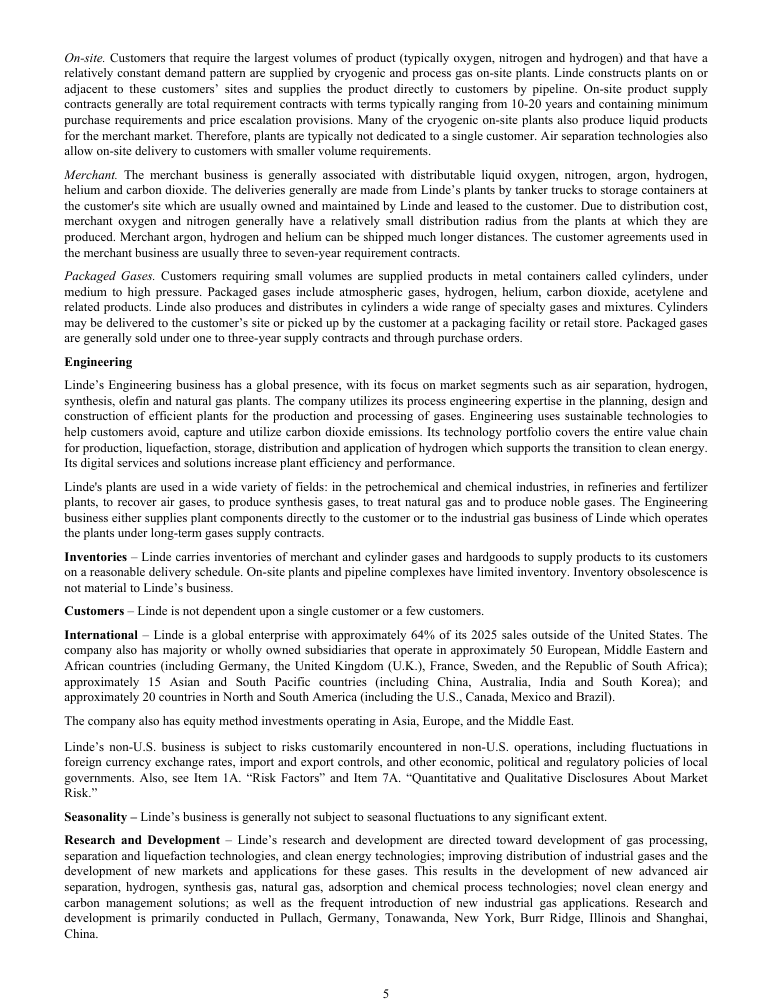 On-site. Customers that require the largest volumes of product (typically oxygen, nitrogen and hydrogen) and that have a
relatively constant demand pattern are supplied by cryogenic and process gas on-site plants. Linde constructs plants on or
adjacent to these customers’ sites and supplies the product directly to customers by pipeline. On-site product supply
contracts generally are total requirement contracts with terms typically ranging from 10-20 years and containing minimum
purchase requirements and price escalation provisions. Many of the cryogenic on-site plants also produce liquid products
for the merchant market. Therefore, plants are typically not dedicated to a single customer. Air separation technologies also
allow on-site delivery to customers with smaller volume requirements.
Merchant. The merchant business is generally associated with distributable liquid oxygen, nitrogen, argon, hydrogen,
helium and carbon dioxide. The deliveries generally are made from Linde’s plants by tanker trucks to storage containers at
the customer's site which are usually owned and maintained by Linde and leased to the customer. Due to distribution cost,
merchant oxygen and nitrogen generally have a relatively small distribution radius from the plants at which they are
produced. Merchant argon, hydrogen and helium can be shipped much longer distances. The customer agreements used in
the merchant business are usually three to seven-year requirement contracts.
Packaged Gases. Customers requiring small volumes are supplied products in metal containers called cylinders, under
medium to high pressure. Packaged gases include atmospheric gases, hydrogen, helium, carbon dioxide, acetylene and
related products. Linde also produces and distributes in cylinders a wide range of specialty gases and mixtures. Cylinders
may be delivered to the customer’s site or picked up by the customer at a packaging facility or retail store. Packaged gases
are generally sold under one to three-year supply contracts and through purchase orders.
Engineering
Linde’s Engineering business has a global presence, with its focus on market segments such as air separation, hydrogen,
synthesis, olefin and natural gas plants. The company utilizes its process engineering expertise in the planning, design and
construction of efficient plants for the production and processing of gases. Engineering uses sustainable technologies to
help customers avoid, capture and utilize carbon dioxide emissions. Its technology portfolio covers the entire value chain
for production, liquefaction, storage, distribution and application of hydrogen which supports the transition to clean energy.
Its digital services and solutions increase plant efficiency and performance.
Linde's plants are used in a wide variety of fields: in the petrochemical and chemical industries, in refineries and fertilizer
plants, to recover air gases, to produce synthesis gases, to treat natural gas and to produce noble gases. The Engineering
business either supplies plant components directly to the customer or to the industrial gas business of Linde which operates
the plants under long-term gases supply contracts.
Inventories – Linde carries inventories of merchant and cylinder gases and hardgoods to supply products to its customers
on a reasonable delivery schedule. On-site plants and pipeline complexes have limited inventory. Inventory obsolescence is
not material to Linde’s business.
Customers – Linde is not dependent upon a single customer or a few customers.
International – Linde is a global enterprise with approximately 64% of its 2025 sales outside of the United States. The
company also has majority or wholly owned subsidiaries that operate in approximately 50 European, Middle Eastern and
African countries (including Germany, the United Kingdom (U.K.), France, Sweden, and the Republic of South Africa);
approximately 15 Asian and South Pacific countries (including China, Australia, India and South Korea); and
approximately 20 countries in North and South America (including the U.S., Canada, Mexico and Brazil).
The company also has equity method investments operating in Asia, Europe, and the Middle East.
Linde’s non-U.S. business is subject to risks customarily encountered in non-U.S. operations, including fluctuations in
foreign currency exchange rates, import and export controls, and other economic, political and regulatory policies of local
governments. Also, see Item 1A. “Risk Factors” and Item 7A. “Quantitative and Qualitative Disclosures About Market
Risk.”
Seasonality – Linde’s business is generally not subject to seasonal fluctuations to any significant extent.
Research and Development – Linde’s research and development are directed toward development of gas processing,
separation and liquefaction technologies, and clean energy technologies; improving distribution of industrial gases and the
development of new markets and applications for these gases. This results in the development of new advanced air
separation, hydrogen, synthesis gas, natural gas, adsorption and chemical process technologies; novel clean energy and
carbon management solutions; as well as the frequent introduction of new industrial gas applications. Research and
development is primarily conducted in Pullach, Germany, Tonawanda, New York, Burr Ridge, Illinois and Shanghai,
China.
5